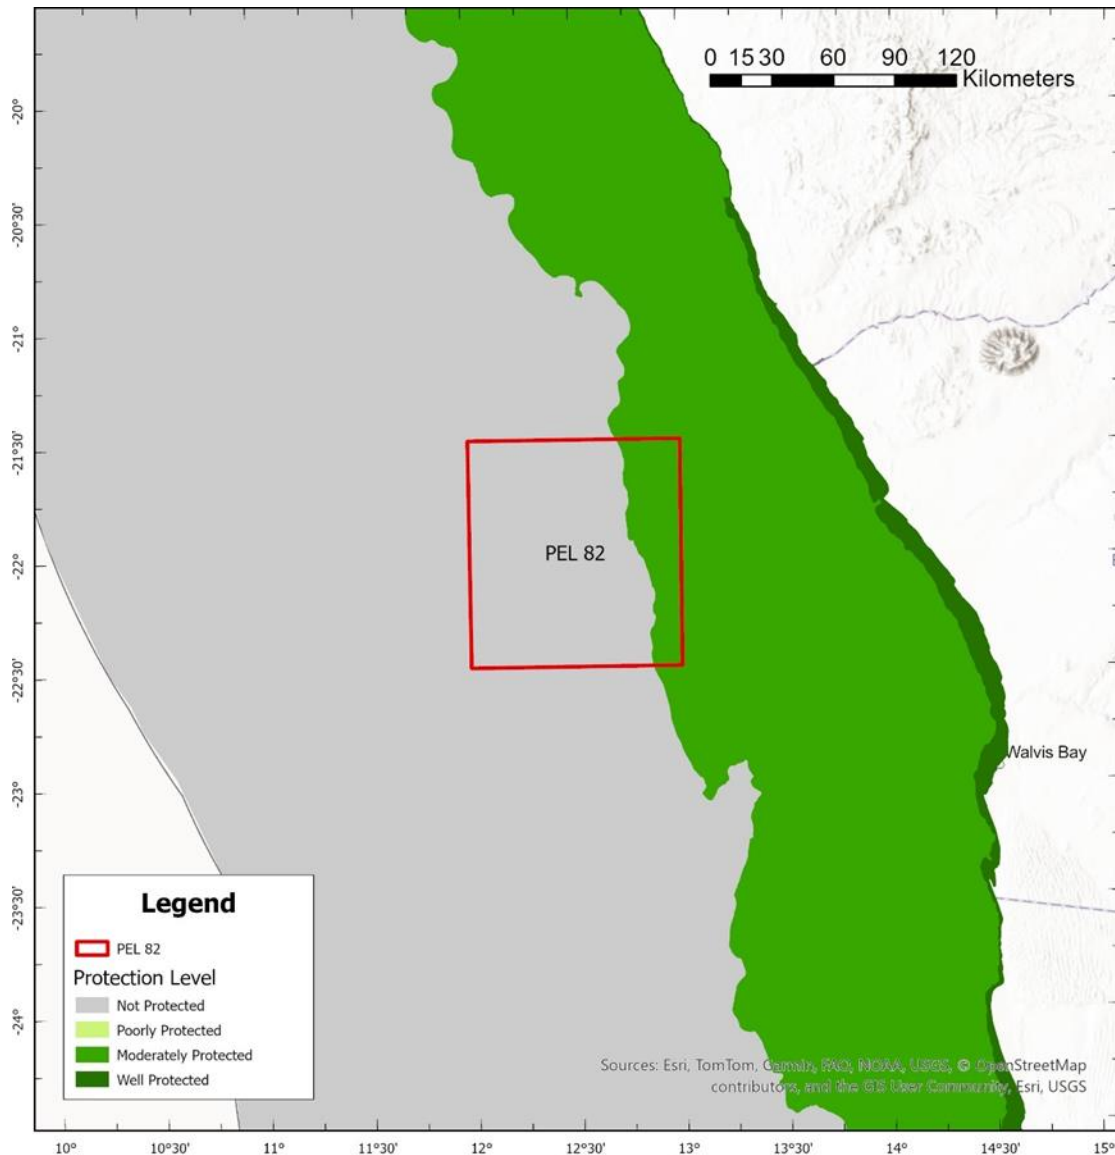 0 15 30 60 90 120
Kilometers
-20°
-20°30'
-21°
-21°30'
-22°
-22°30'
-23°
-23°30'
-24°
PEL 82
Walvis Bay
Legend
PEL 82
Protection Level
Not Protected
Poorly Protected
Moderately Protected
Well Protected
Sources: Esri, TomTom, Garmin, FAO, NOAA, USGS, © OpenStreetMap
contributors, and the GIS User Community, Esri, USGS
10° 10°30' 11° 11°30' 12° 12°30' 13° 13°30' 14° 14°30' 15°